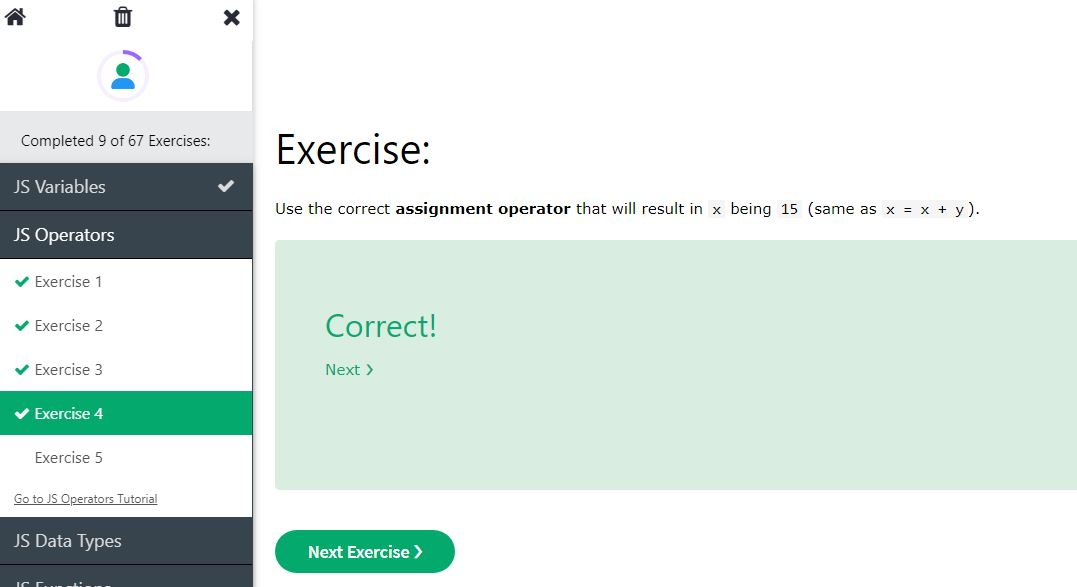 Completed 9 of 67 Exercises:
JS Variables
JS Operators
Exercise 1
Exercise 2
Exercise 3
Exercise 4
Exercise 5
Go to JS Operators Tutorial
JS Data Types
JS Functions
Exercise:
Use the correct assignment operator that will result in x being 15 (same as x = x + y).
Correct!
Next ❯
Next Exercise ❯